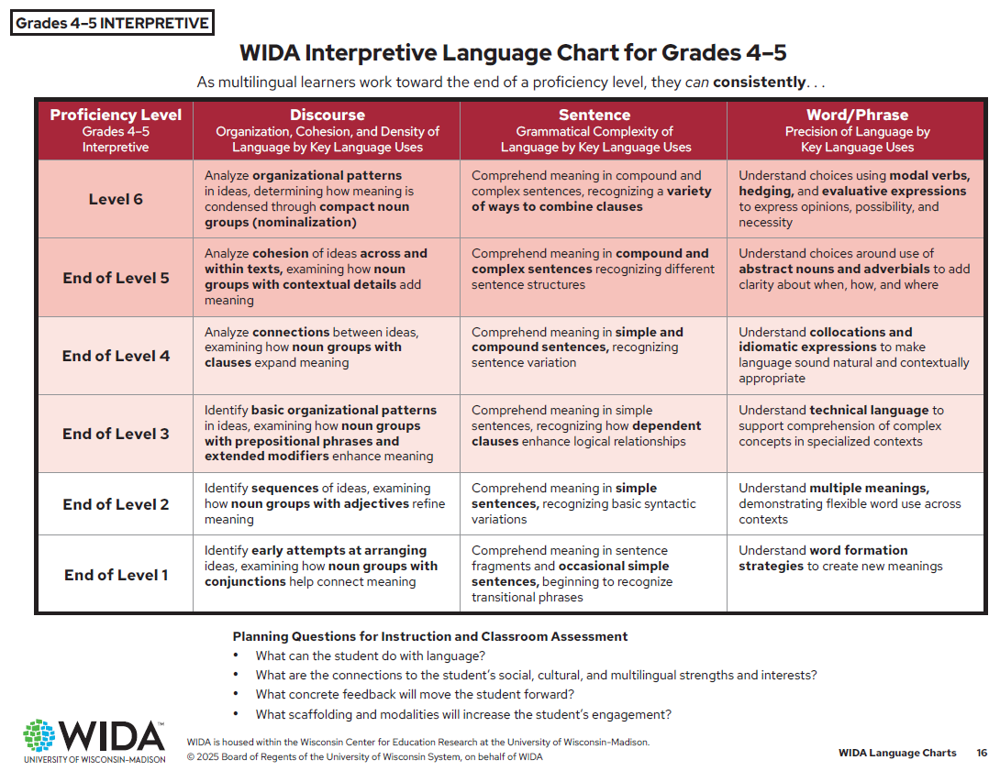 Grades 4–5 INTERPRETIVE
WIDA Interpretive Language Chart for Grades 4–5
As multilingual learners work toward the end of a proficiency level, they can consistently. . .
Proficiency Level
Grades 4–5
Interpretive
Discourse
Organization, Cohesion, and Density of
Language by Key Language Uses
Sentence
Grammatical Complexity of
Language by Key Language Uses
Word/Phrase
Precision of Language by
Key Language Uses
Level 6
Analyze organizational patterns
in ideas, determining how meaning is
condensed through compact noun
groups (nominalization)
Comprehend meaning in compound and
complex sentences, recognizing a variety
of ways to combine clauses
Understand choices using modal verbs,
hedging, and evaluative expressions
to express opinions, possibility, and
necessity
End of Level 5
Analyze cohesion of ideas across and
within texts, examining how noun
groups with contextual details add
meaning
Comprehend meaning in compound and
complex sentences recognizing different
sentence structures
Understand choices around use of
abstract nouns and adverbials to add
clarity about when, how, and where
End of Level 4
Analyze connections between ideas,
examining how noun groups with
clauses expand meaning
Comprehend meaning in simple and
compound sentences, recognizing
sentence variation
Understand collocations and
idiomatic expressions to make
language sound natural and contextually
appropriate
End of Level 3
Identify basic organizational patterns
in ideas, examining how noun groups
with prepositional phrases and
extended modifiers enhance meaning
Comprehend meaning in simple
sentences, recognizing how dependent
clauses enhance logical relationships
Understand technical language to
support comprehension of complex
concepts in specialized contexts
End of Level 2
Identify sequences of ideas, examining
how noun groups with adjectives refine
meaning
Comprehend meaning in simple
sentences, recognizing basic syntactic
variations
Understand multiple meanings,
demonstrating flexible word use across
contexts
End of Level 1
Identify early attempts at arranging
ideas, examining how noun groups with
conjunctions help connect meaning
Comprehend meaning in sentence
fragments and occasional simple
sentences, beginning to recognize
transitional phrases
Understand word formation
strategies to create new meanings
Planning Questions for Instruction and Classroom Assessment
• What can the student do with language?
• What are the connections to the student's social, cultural, and multilingual strengths and interests?
• What concrete feedback will move the student forward?
• What scaffolding and modalities will increase the student's engagement?
WIDA™
UNIVERSITY OF WISCONSIN–MADISON
WIDA is housed within the Wisconsin Center for Education Research at the University of Wisconsin–Madison.
© 2025 Board of Regents of the University of Wisconsin System, on behalf of WIDA
WIDA Language Charts 16